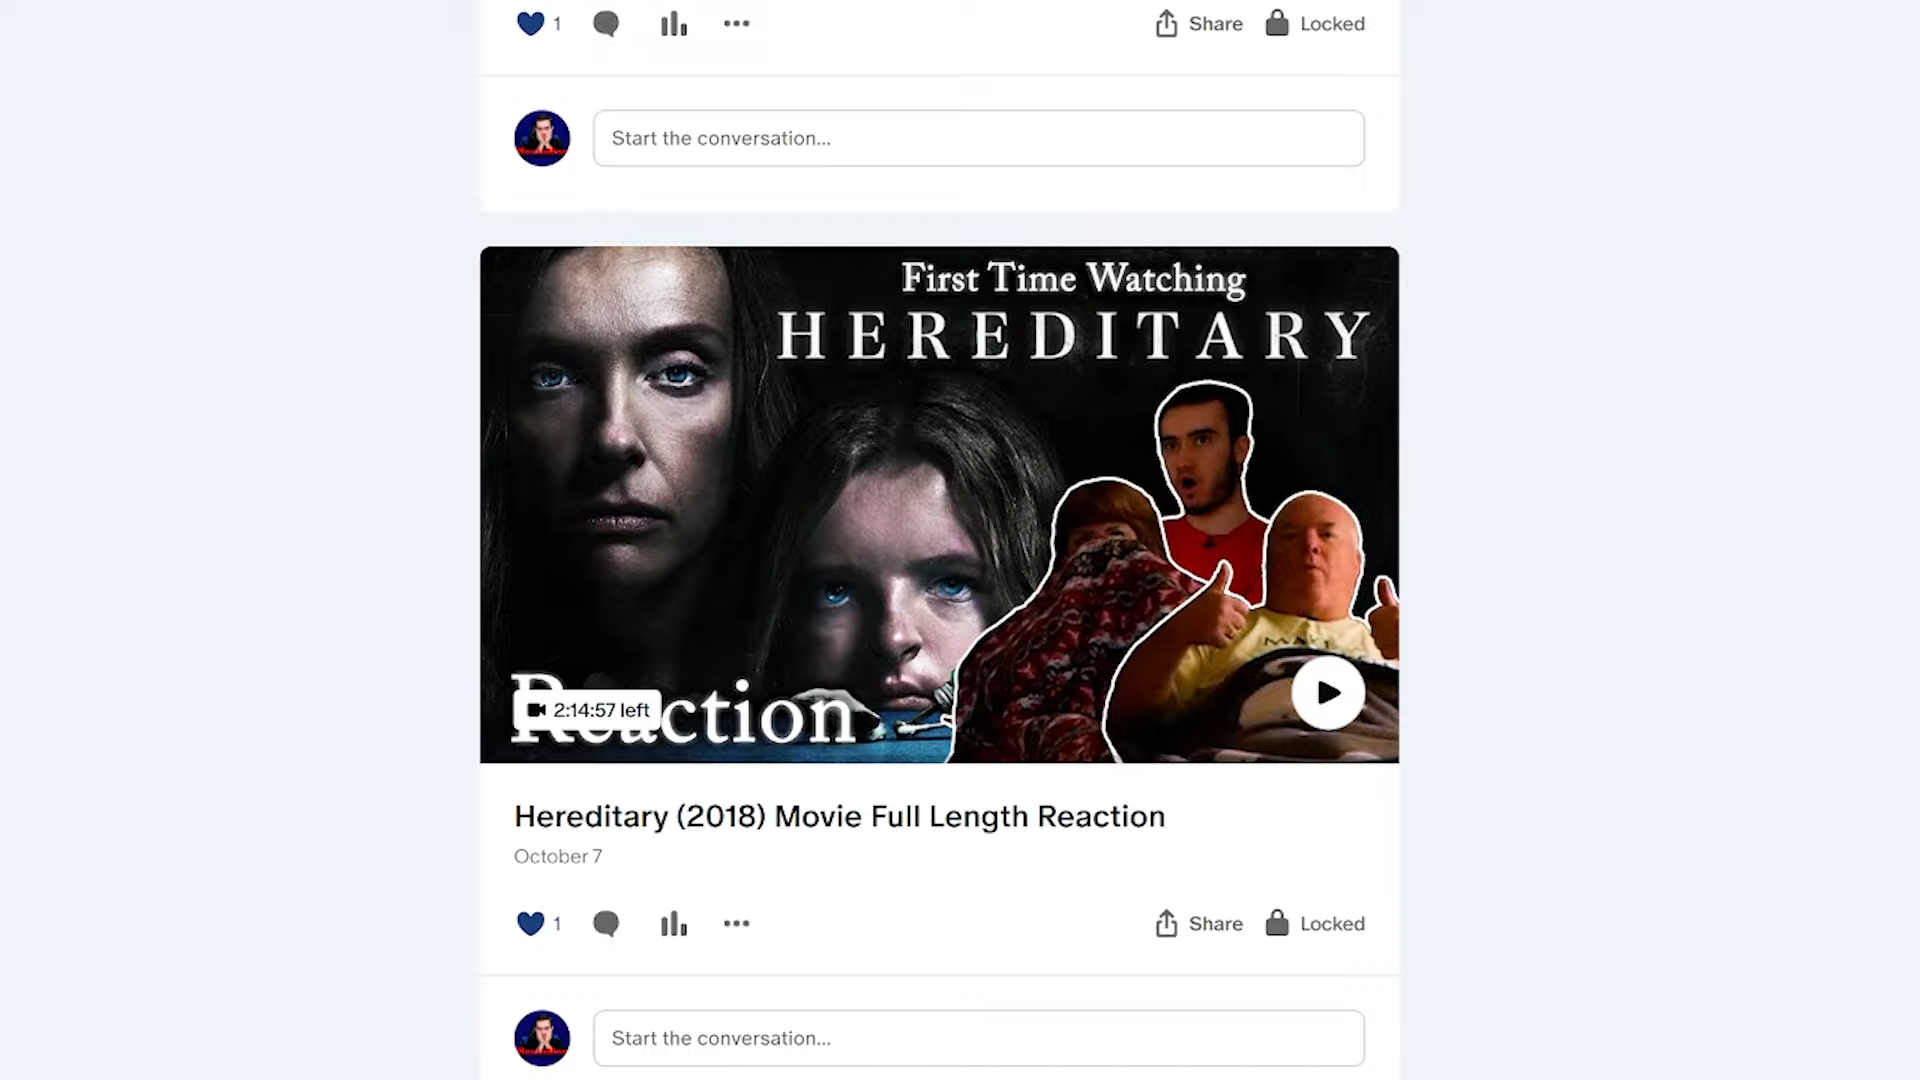 1
Share
Locked
Start the conversation...
First Time Watching
HEREDITARY
Reaction
2:14:57 left
Hereditary (2018) Movie Full Length Reaction
October 7
1
Share
Locked
Start the conversation...